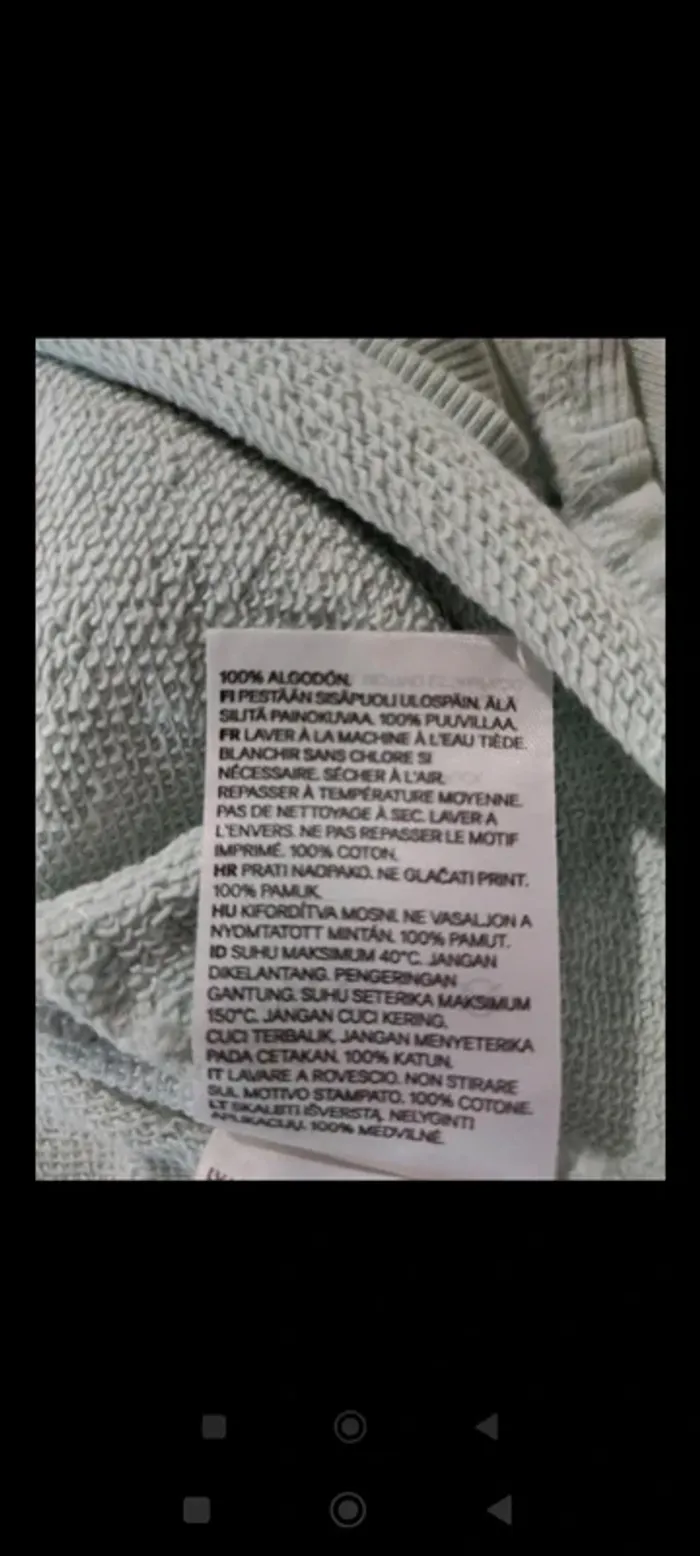 100% ALGODÓN.
FI PESTÄÄN SISÄPUOLI ULOSPÄIN. ÄLÄ
SILITÄ PAINOKUVAA. 100% PUUVILLAA.
FR LAVER À LA MACHINE À L'EAU TIÈDE.
BLANCHIR SANS CHLORE SI
NÉCESSAIRE. SÉCHER À L'AIR.
REPASSER À TEMPÉRATURE MOYENNE.
PAS DE NETTOYAGE À SEC. LAVER A
L'ENVERS. NE PAS REPASSER LE MOTIF
IMPRIMÉ. 100% COTON.
HR PRATI NAOPAKO. NE GLAČATI PRINT.
100% PAMUK.
HU KIFORDÍTVA MOSNI. NE VASALJON A
NYOMTATOTT MINTÁN. 100% PAMUT.
ID SUHU MAKSIMUM 40°C. JANGAN
DIKELANTANG. PENGERINGAN
GANTUNG. SUHU SETERIKA MAKSIMUM
150°C. JANGAN CUCI KERING.
CUCI TERBALIK. JANGAN MENYETERIKA
PADA CETAKAN. 100% KATUN.
IT LAVARE A ROVESCIO. NON STIRARE
SUL MOTIVO STAMPATO. 100% COTONE.
LT SKALBTI IŠVERSTĄ. NELYGINTI
APLIKACIJŲ. 100% MEDVILNĖ.